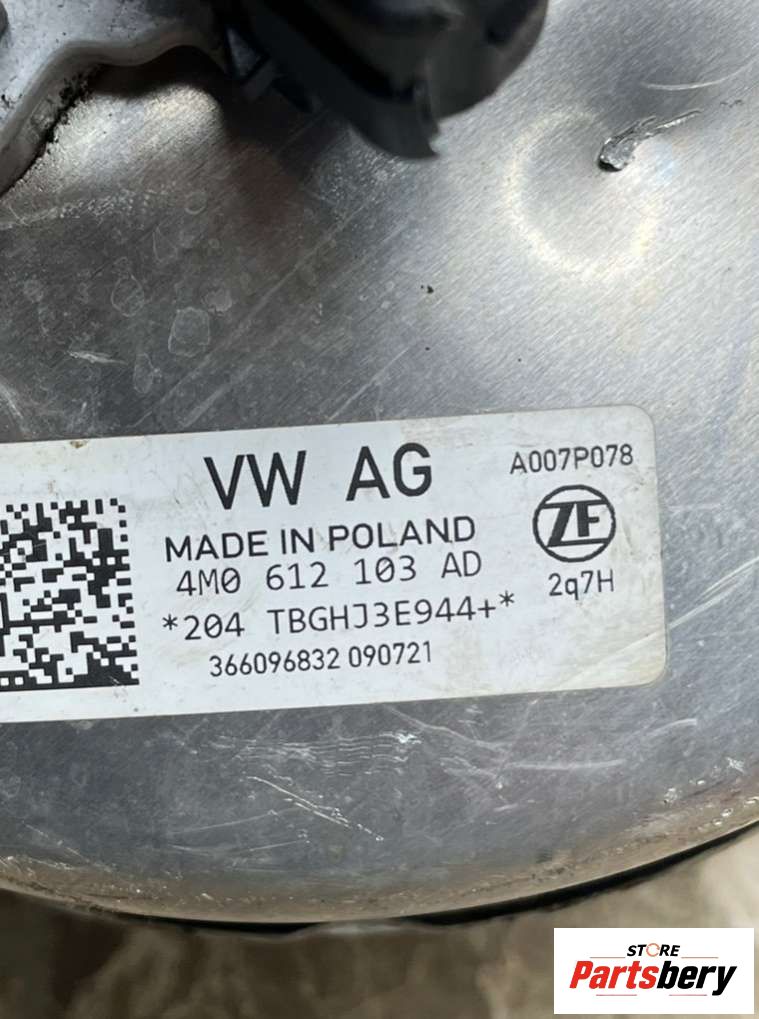 VW AG
A007P078
MADE IN POLAND
ZF
4M0 612 103 AD
2q7H
*204 TBGHJ3E944+*
366096832 090721
STORE
Partsbery